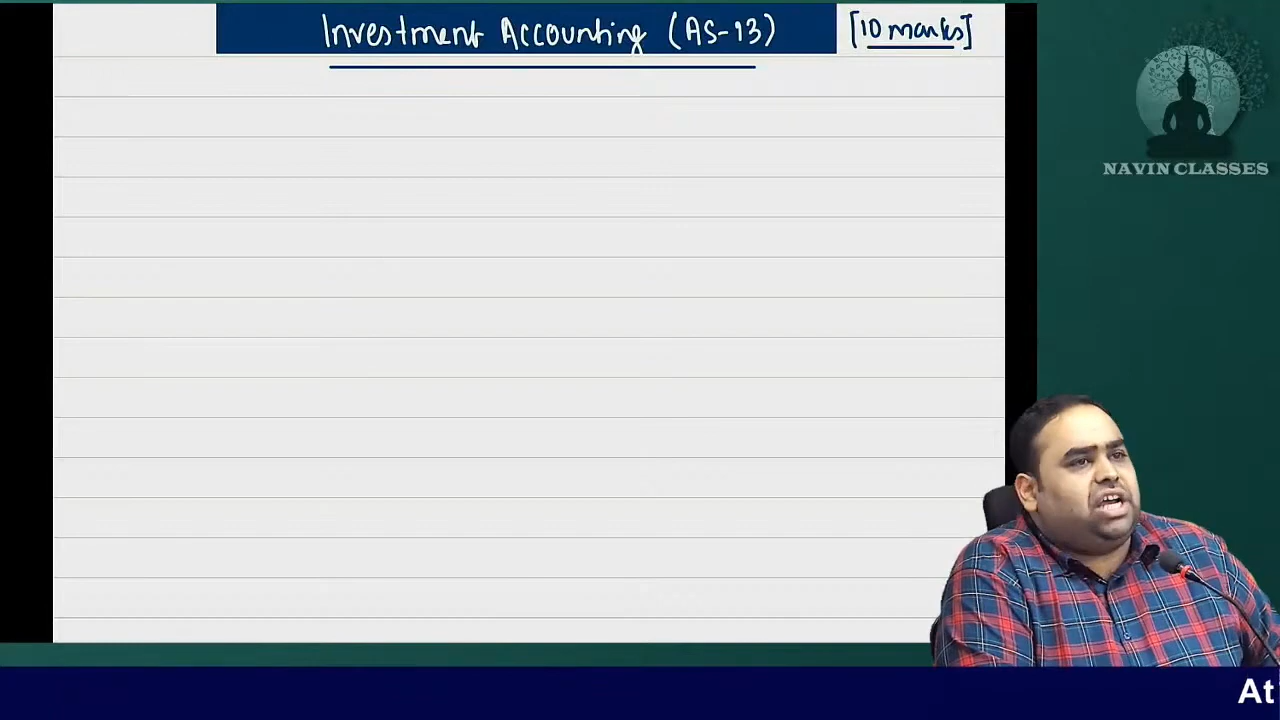 Investment Accounting (AS-13) [10 marks]
NAVIN CLASSES
At